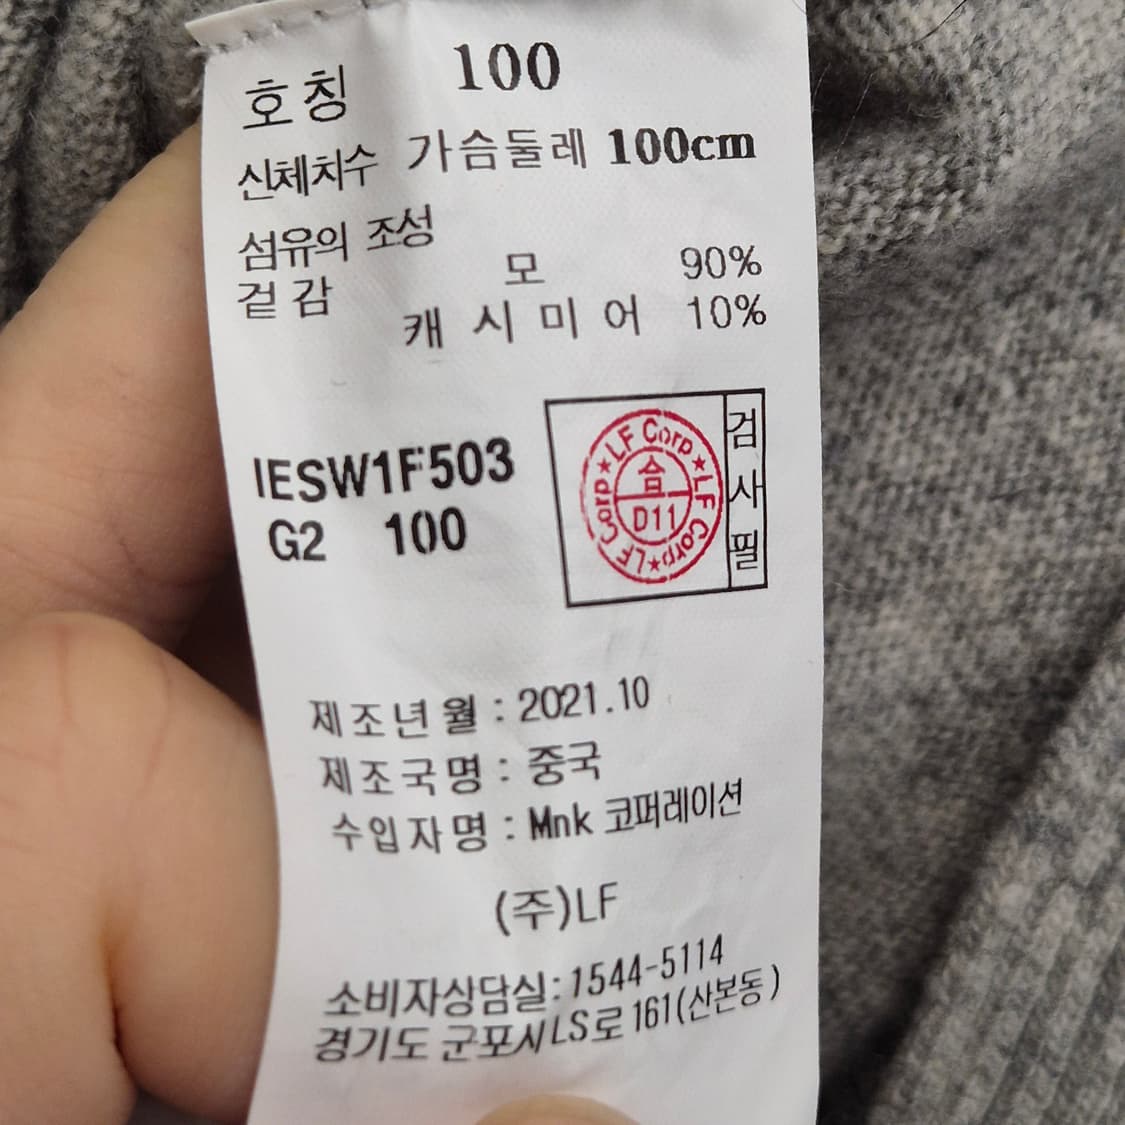 호칭 100
신체치수 가슴둘레 100cm
섬유의 조성
겉감 모 90%
캐시미어 10%
IESW1F503
G2 100
LF Corp★LF Corp★LF Corp★
合
D11
검사필
제조년월 : 2021.10
제조국명 : 중국
수입자명 : Mnk 코퍼레이션
(주)LF
소비자상담실: 1544-5114
경기도 군포시LS로 161(산본동)